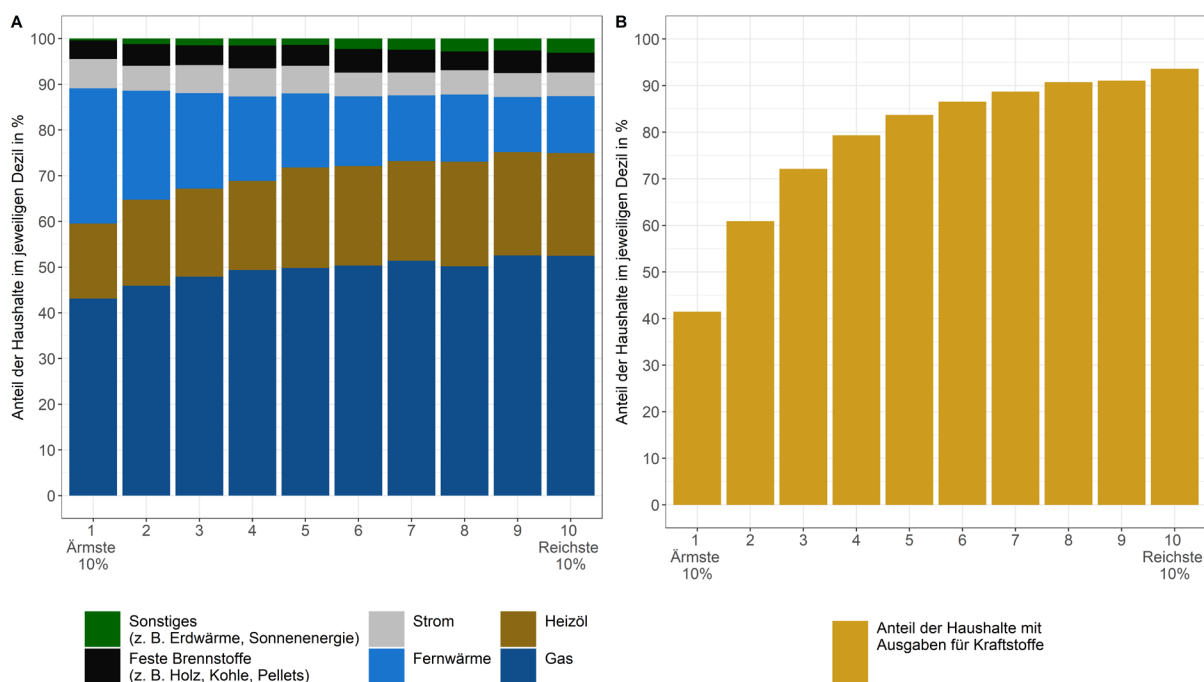 A
Anteil der Haushalte im jeweiligen Dezil in %
100
90
80
70
60
50
40
30
20
10
0
1
2
3
4
5
6
7
8
9
10
Ärmste
10%
Reichste
10%
Sonstiges
(z. B. Erdwärme, Sonnenenergie)
Feste Brennstoffe
(z. B. Holz, Kohle, Pellets)
Strom
Fernwärme
Heizöl
Gas
B
Anteil der Haushalte im jeweiligen Dezil in %
100
90
80
70
60
50
40
30
20
10
0
1
2
3
4
5
6
7
8
9
10
Ärmste
10%
Reichste
10%
Anteil der Haushalte mit
Ausgaben für Kraftstoffe